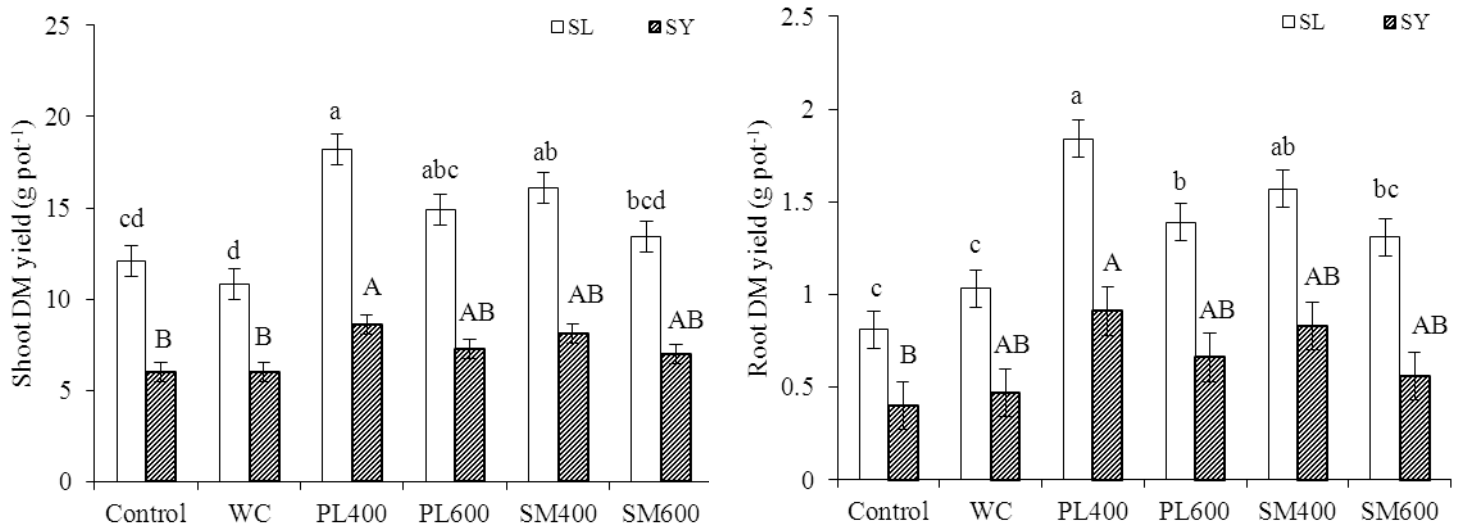 Shoot DM yield (g pot⁻¹)
25
20
15
10
5
0
SL SY
cd
d
a
abc
ab
bcd
B
B
A
AB
AB
AB
Control WC PL400 PL600 SM400 SM600
Root DM yield (g pot⁻¹)
2.5
2
1.5
1
0.5
0
SL SY
c
c
a
b
ab
bc
B
AB
A
AB
AB
AB
Control WC PL400 PL600 SM400 SM600